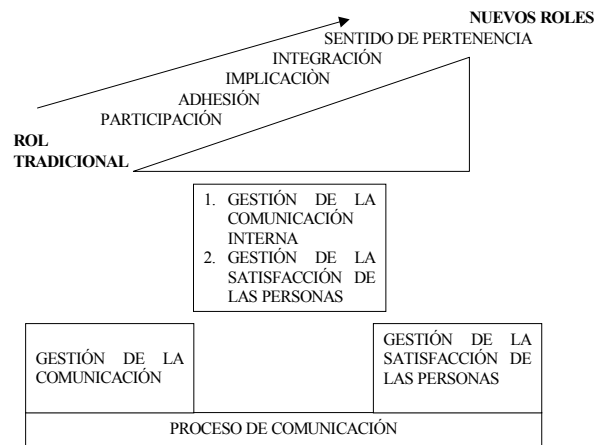 NUEVOS ROLES
SENTIDO DE PERTENENCIA
INTEGRACIÓN
IMPLICACIÒN
ADHESIÓN
PARTICIPACIÓN
ROL
TRADICIONAL
1. GESTIÓN DE LA
COMUNICACIÓN
INTERNA
2. GESTIÓN DE LA
SATISFACCIÓN DE
LAS PERSONAS
GESTIÓN DE LA
COMUNICACIÓN
GESTIÓN DE LA
SATISFACCIÓN DE
LAS PERSONAS
PROCESO DE COMUNICACIÓN